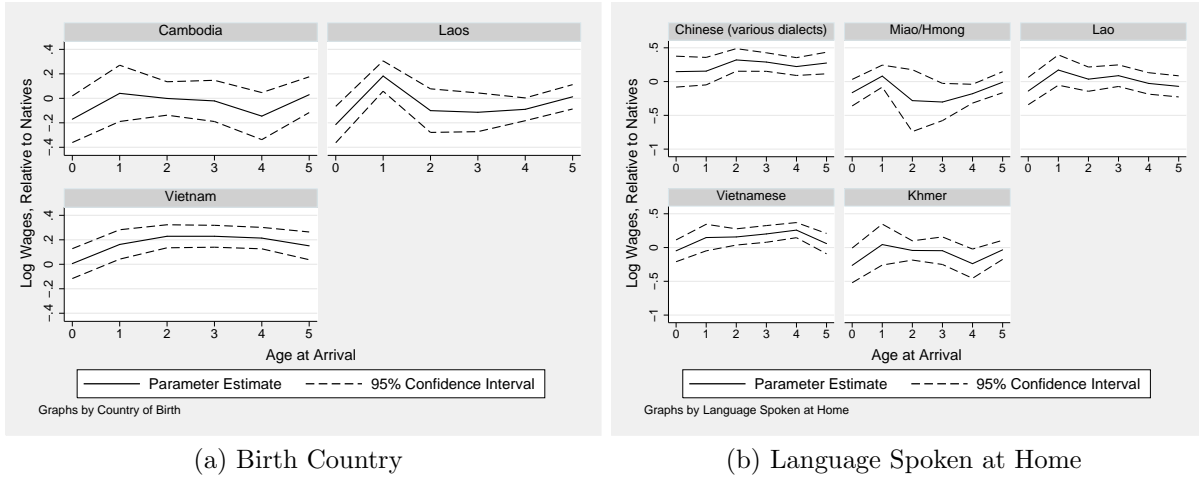 Cambodia
Laos
.4
.2
0
-.2
-.4
0 1 2 3 4 5
0 1 2 3 4 5
Vietnam
.4
.2
0
-.2
-.4
0 1 2 3 4 5
Log Wages, Relative to Natives
Age at Arrival
Parameter Estimate
95% Confidence Interval
Graphs by Country of Birth
(a) Birth Country
Chinese (various dialects)
Miao/Hmong
Lao
.5
0
-.5
-1
0 1 2 3 4 5
0 1 2 3 4 5
0 1 2 3 4 5
Vietnamese
Khmer
.5
0
-.5
-1
0 1 2 3 4 5
0 1 2 3 4 5
Log Wages, Relative to Natives
Age at Arrival
Parameter Estimate
95% Confidence Interval
Graphs by Language Spoken at Home
(b) Language Spoken at Home